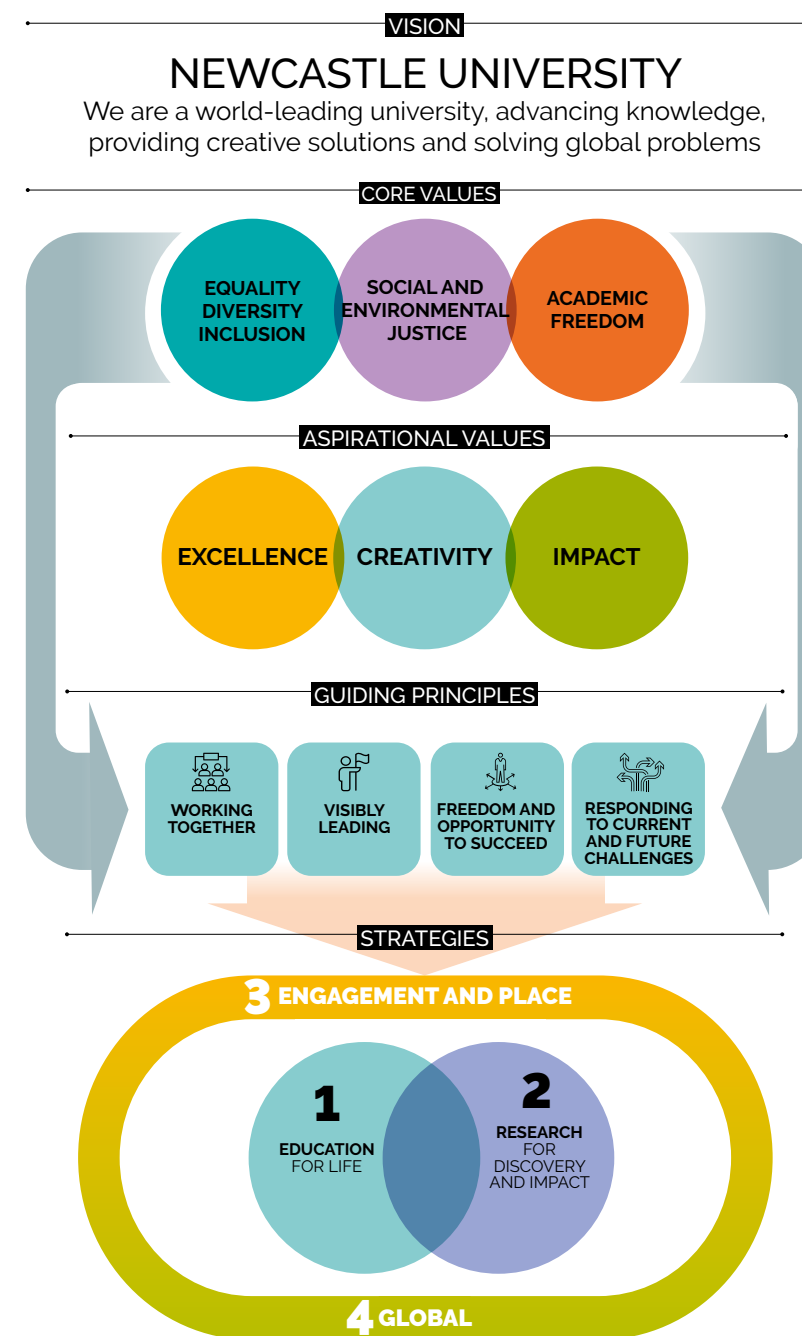 VISION
NEWCASTLE UNIVERSITY
We are a world-leading university, advancing knowledge,
providing creative solutions and solving global problems
CORE VALUES
EQUALITY
DIVERSITY
INCLUSION
SOCIAL AND
ENVIRONMENTAL
JUSTICE
ACADEMIC
FREEDOM
ASPIRATIONAL VALUES
EXCELLENCE
CREATIVITY
IMPACT
GUIDING PRINCIPLES
WORKING
TOGETHER
VISIBLY
LEADING
FREEDOM AND
OPPORTUNITY
TO SUCCEED
RESPONDING
TO CURRENT
AND FUTURE
CHALLENGES
STRATEGIES
3 ENGAGEMENT AND PLACE
1
EDUCATION
FOR LIFE
2
RESEARCH
FOR
DISCOVERY
AND IMPACT
4 GLOBAL